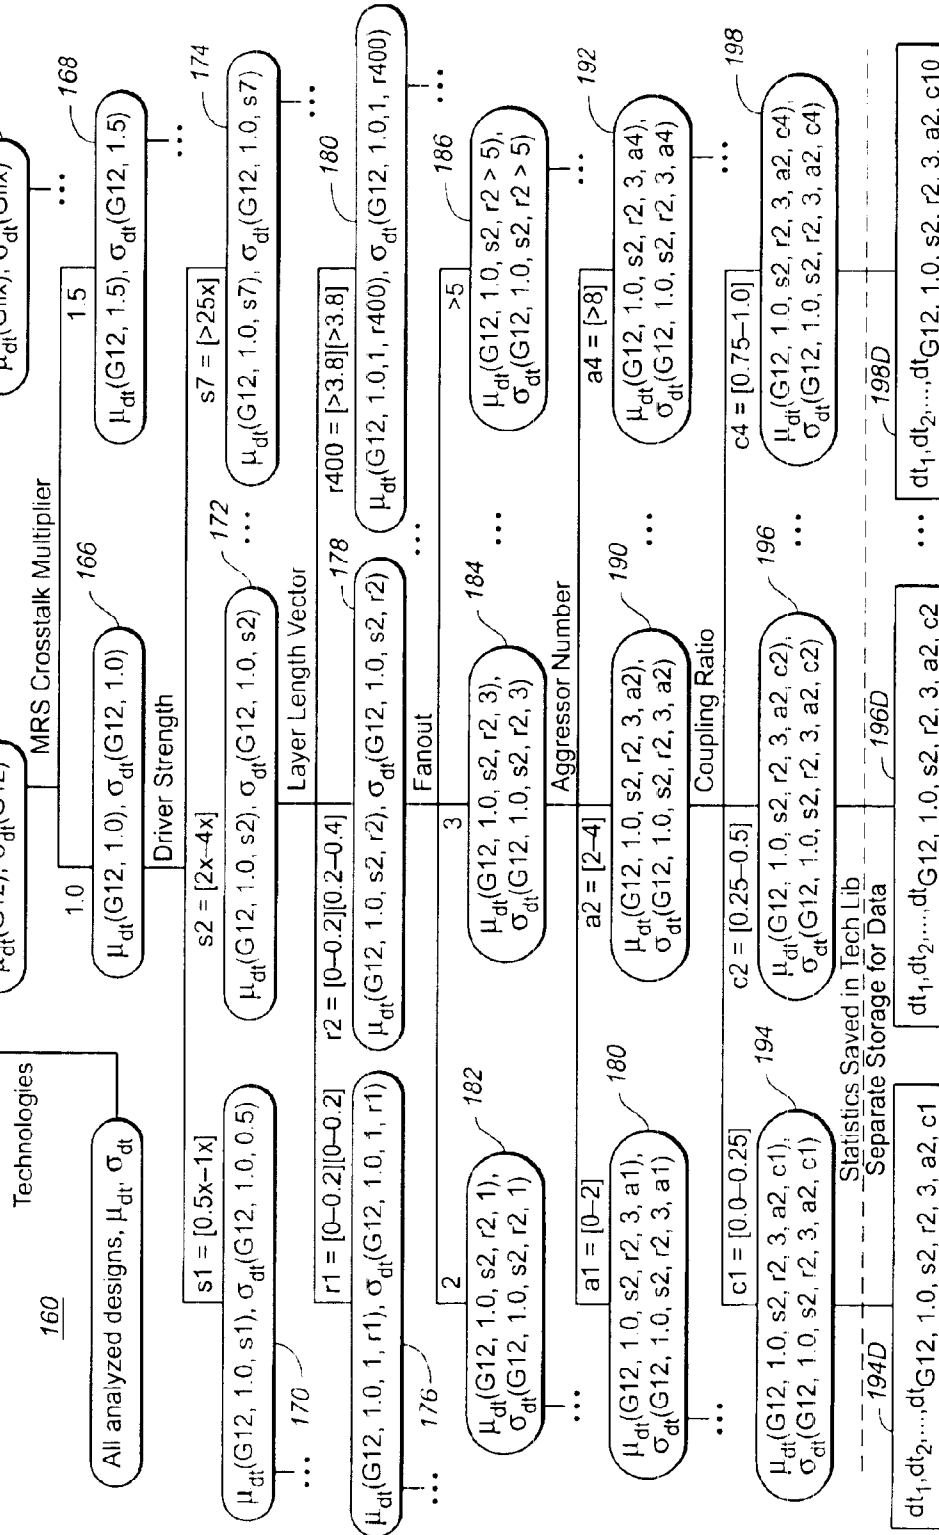 160
Technologies
All analyzed designs, μdt, σdt
MRS Crosstalk Multiplier
1.0
1.5
166
168
μdt(G12, 1.0), σdt(G12, 1.0)
μdt(G12, 1.5), σdt(G12, 1.5)
...
...
Driver Strength
s1 = [0.5x–1x]
s2 = [2x–4x]
s7 = [>25x]
μdt(G12, 1.0, s1), σdt(G12, 1.0, 0.5)
μdt(G12, 1.0, s2), σdt(G12, 1.0, s2)
μdt(G12, 1.0, s7), σdt(G12, 1.0, s7)
170
172
174
...
...
...
Layer Length Vector
r1 = [0–0.2][0–0.2]
r2 = [0–0.2][0.2–0.4]
r400 = [>3.8][>3.8]
μdt(G12, 1.0, 1, r1), σdt(G12, 1.0, 1, r1)
μdt(G12, 1.0, s2, r2), σdt(G12, 1.0, s2, r2)
μdt(G12, 1.0,1, r400), σdt(G12, 1.0,1, r400)
176
178
180
...
...
...
Fanout
2
3
>5
μdt(G12, 1.0, s2, r2, 1),
σdt(G12, 1.0, s2, r2, 1)
182
μdt(G12, 1.0, s2, r2, 3),
σdt(G12, 1.0, s2, r2, 3)
184
μdt(G12, 1.0, s2, r2 > 5),
σdt(G12, 1.0, s2, r2 > 5)
186
...
...
...
Aggressor Number
a1 = [0–2]
a2 = [2–4]
a4 = [>8]
μdt(G12, 1.0, s2, r2, 3, a1),
σdt(G12, 1.0, s2, r2, 3, a1)
180
μdt(G12, 1.0, s2, r2, 3, a2),
σdt(G12, 1.0, s2, r2, 3, a2)
190
μdt(G12, 1.0, s2, r2, 3, a4),
σdt(G12, 1.0, s2, r2, 3, a4)
192
...
...
...
Coupling Ratio
c1 = [0.0–0.25]
c2 = [0.25–0.5]
c4 = [0.75–1.0]
μdt(G12, 1.0, s2, r2, 3, a2, c1),
σdt(G12, 1.0, s2, r2, 3, a2, c1)
194
μdt(G12, 1.0, s2, r2, 3, a2, c2),
σdt(G12, 1.0, s2, r2, 3, a2, c2)
196
μdt(G12, 1.0, s2, r2, 3, a2, c4),
σdt(G12, 1.0, s2, r2, 3, a2, c4)
198
...
Statistics Saved in Tech Lib
Separate Storage for Data
194D
196D
198D
dt1,dt2,...,dtG12, 1.0, s2, r2, 3, a2, c1
dt1,dt2,...,dtG12, 1.0, s2, r2, 3, a2, c2
...
dt1,dt2,...,dtG12, 1.0, s2, r2, 3, a2, c10